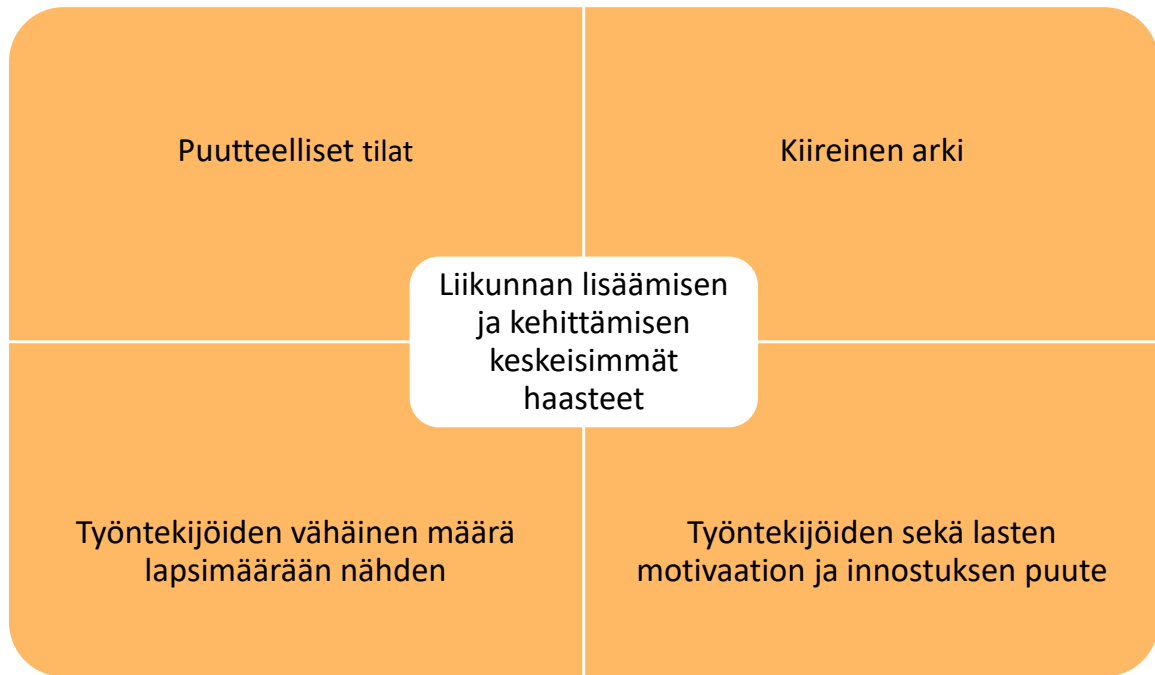 Puutteelliset tilat
Kiireinen arki
Liikunnan lisäämisen
ja kehittämisen
keskeisimmät
haasteet
Työntekijöiden vähäinen määrä
lapsimäärään nähden
Työntekijöiden sekä lasten
motivaation ja innostuksen puute